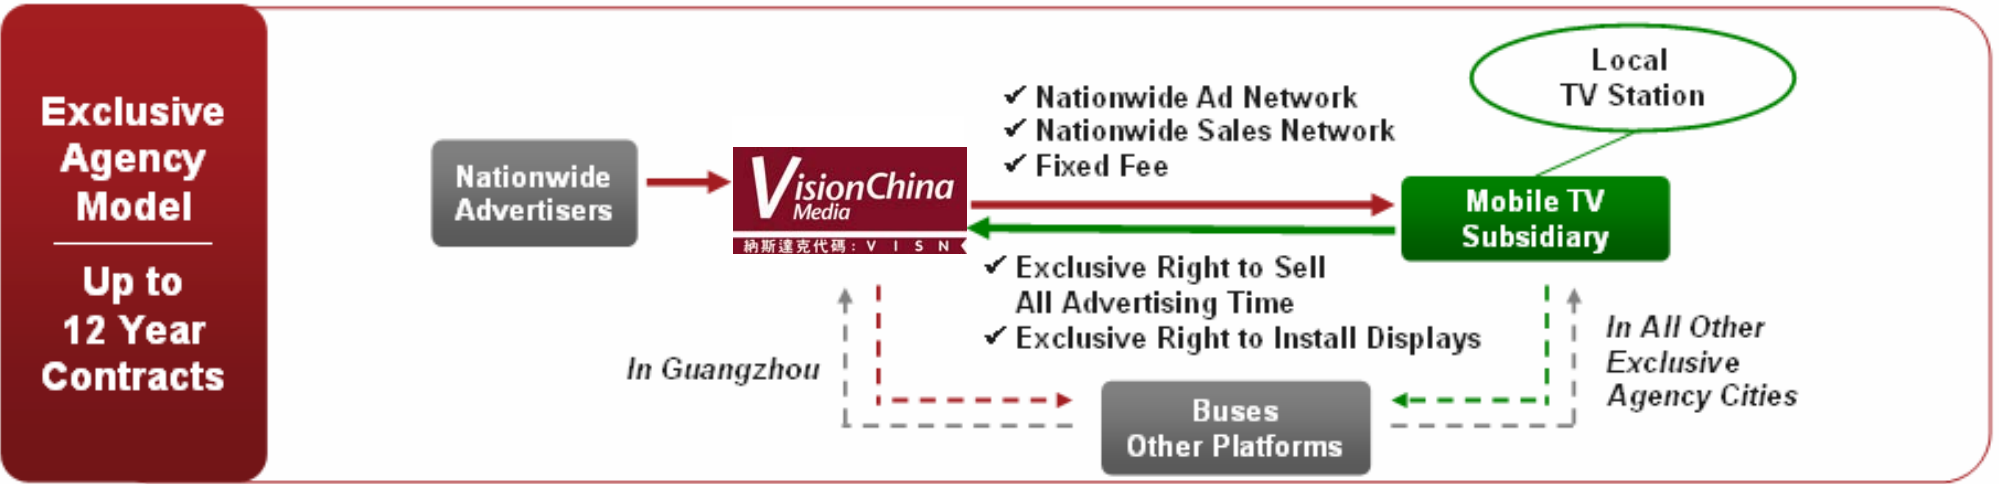 Exclusive
Agency
Model
Up to
12 Year
Contracts
Nationwide
Advertisers
VisionChina
Media
納斯達克代碼: V I S N
✓ Nationwide Ad Network
✓ Nationwide Sales Network
✓ Fixed Fee
Local
TV Station
Mobile TV
Subsidiary
✓ Exclusive Right to Sell
All Advertising Time
✓ Exclusive Right to Install Displays
In Guangzhou
Buses
Other Platforms
In All Other
Exclusive
Agency Cities